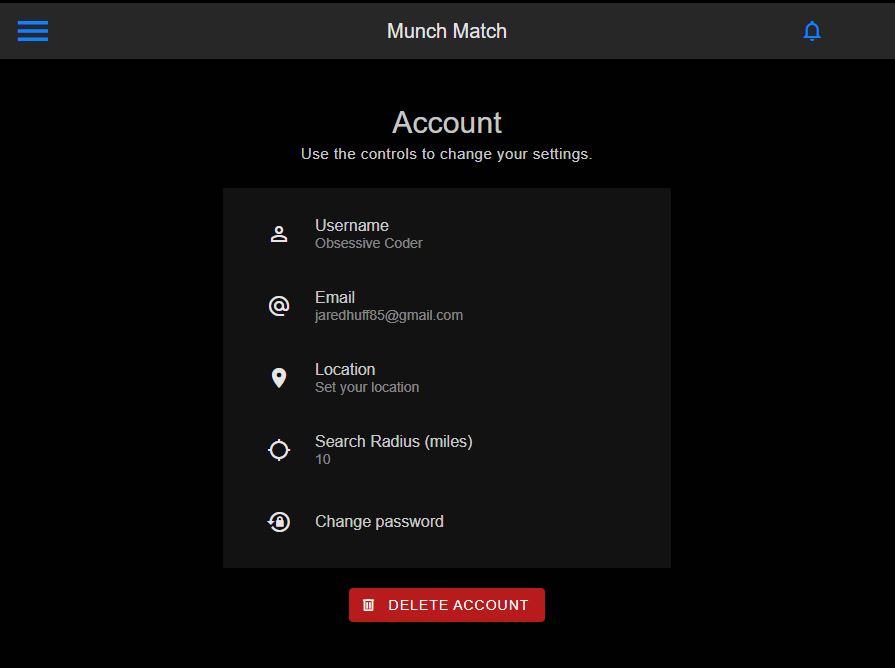 Munch Match
Account
Use the controls to change your settings.
Username
Obsessive Coder
Email
jaredhuff85@gmail.com
Location
Set your location
Search Radius (miles)
10
Change password
DELETE ACCOUNT